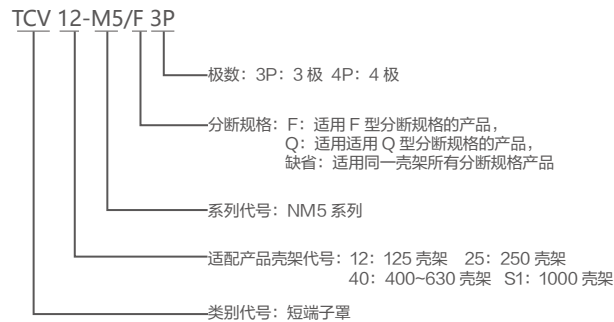 TCV 12-M5/F 3P
极数：3P：3 极 4P：4 极
分断规格：F：适用 F 型分断规格的产品，
Q：适用适用 Q 型分断规格的产品，
缺省：适用同一壳架所有分断规格产品
系列代号：NM5 系列
适配产品壳架代号：12：125 壳架 25：250 壳架
40：400~630 壳架 S1：1000 壳架
类别代号：短端子罩